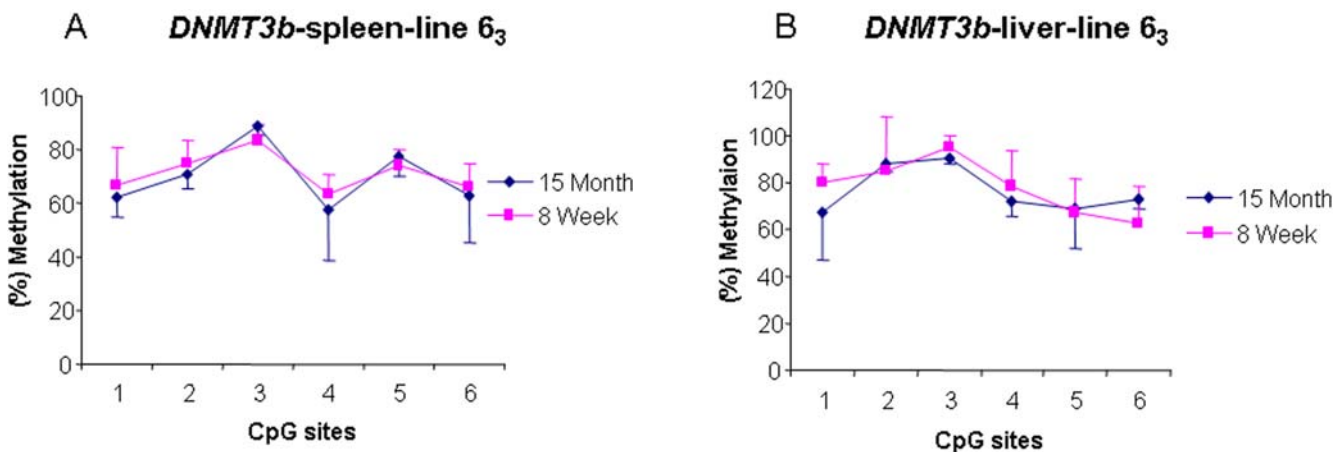 A DNMT3b-spleen-line 6₃
100
80
60
40
20
0
(%) Methylation
1 2 3 4 5 6
CpG sites
15 Month
8 Week
B DNMT3b-liver-line 6₃
120
100
80
60
40
20
0
(%) Methylaion
1 2 3 4 5 6
CpG sites
15 Month
8 Week